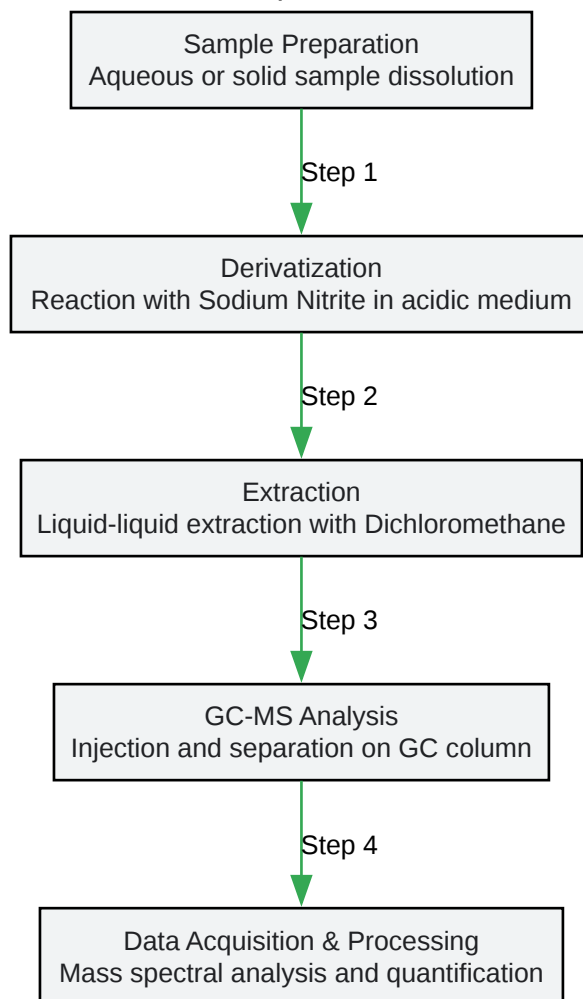 Sample Preparation
Aqueous or solid sample dissolution
Step 1
Derivatization
Reaction with Sodium Nitrite in acidic medium
Step 2
Extraction
Liquid-liquid extraction with Dichloromethane
Step 3
GC-MS Analysis
Injection and separation on GC column
Step 4
Data Acquisition & Processing
Mass spectral analysis and quantification